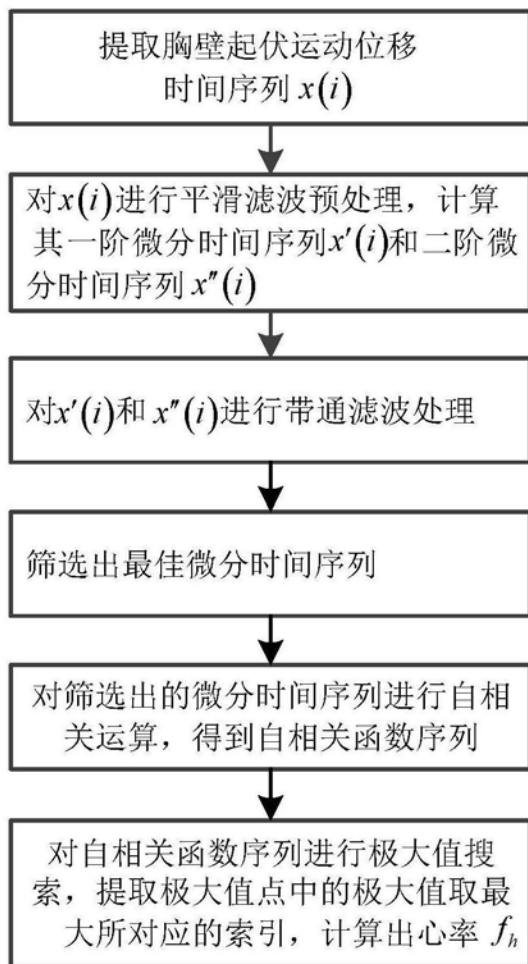 提取胸壁起伏运动位移
时间序列 x(i)
对x(i)进行平滑滤波预处理，计算
其一阶微分时间序列x′(i)和二阶微
分时间序列 x″(i)
对x′(i)和 x″(i)进行带通滤波处理
筛选出最佳微分时间序列
对筛选出的微分时间序列进行自相
关运算，得到自相关函数序列
对自相关函数序列进行极大值搜
索，提取极大值点中的极大值取最
大所对应的索引，计算出心率 f_h